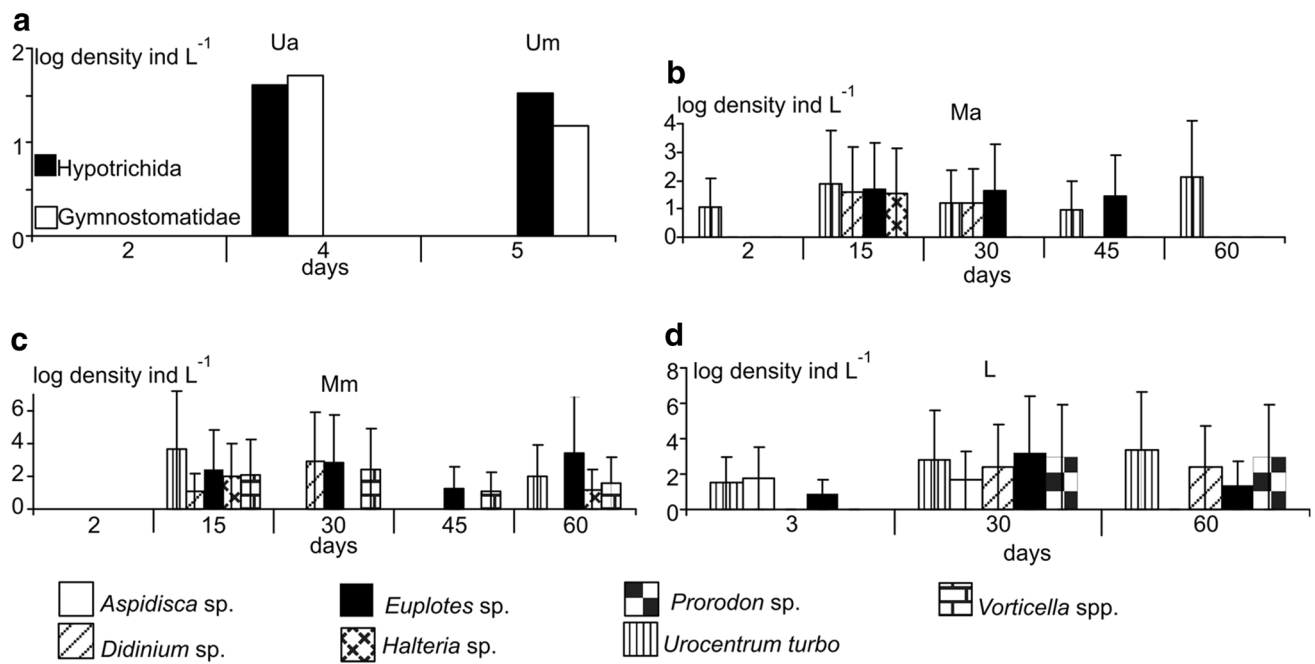 a
Ua
Um
log density ind L⁻¹
2
1
0
Hypotrichida
Gymnostomatidae
2
4
5
days
b
log density ind L⁻¹
Ma
4
3
2
1
0
2
15
30
45
60
days
c
log density ind L⁻¹
Mm
6
4
2
0
2
15
30
45
60
days
d
log density ind L⁻¹
L
8
6
4
2
0
3
30
60
days
Aspidisca sp.
Euplotes sp.
Prorodon sp.
Vorticella spp.
Didinium sp.
Halteria sp.
Urocentrum turbo